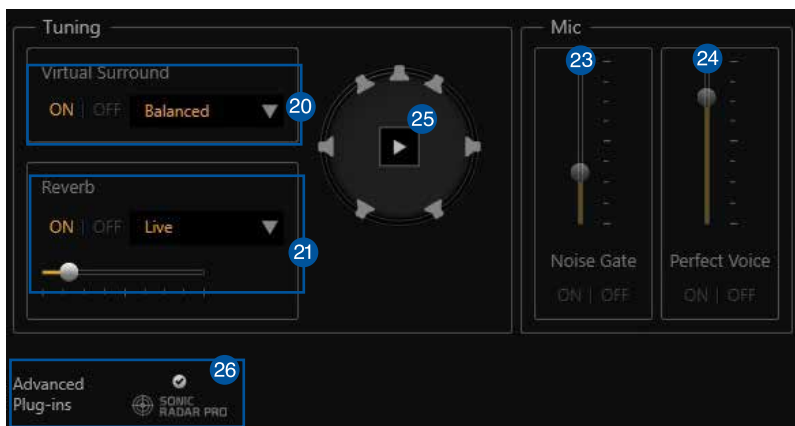 Tuning
Virtual Surround
ON | OFF Balanced
20
Reverb
ON | OFF Live
21
25
Mic
23
24
Noise Gate
ON | OFF
Perfect Voice
ON | OFF
Advanced
Plug-ins
26
SONIC
RADAR PRO